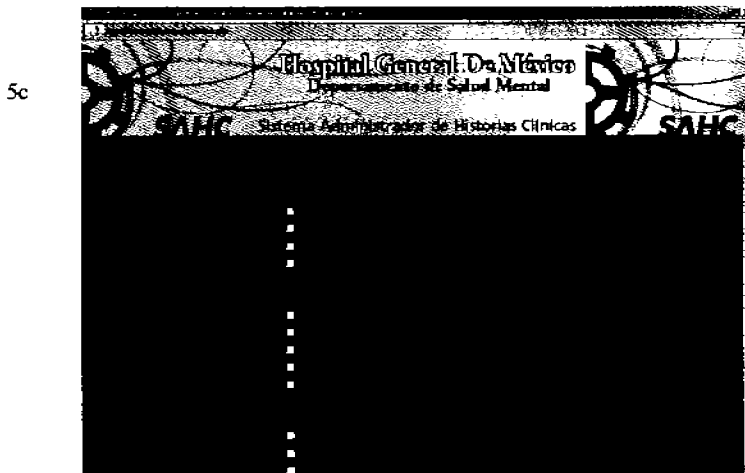 5c
Hospital General De México
Departamento de Salud Mental
SAHC
Sistema Administrador de Historias Clínicas
SAHC